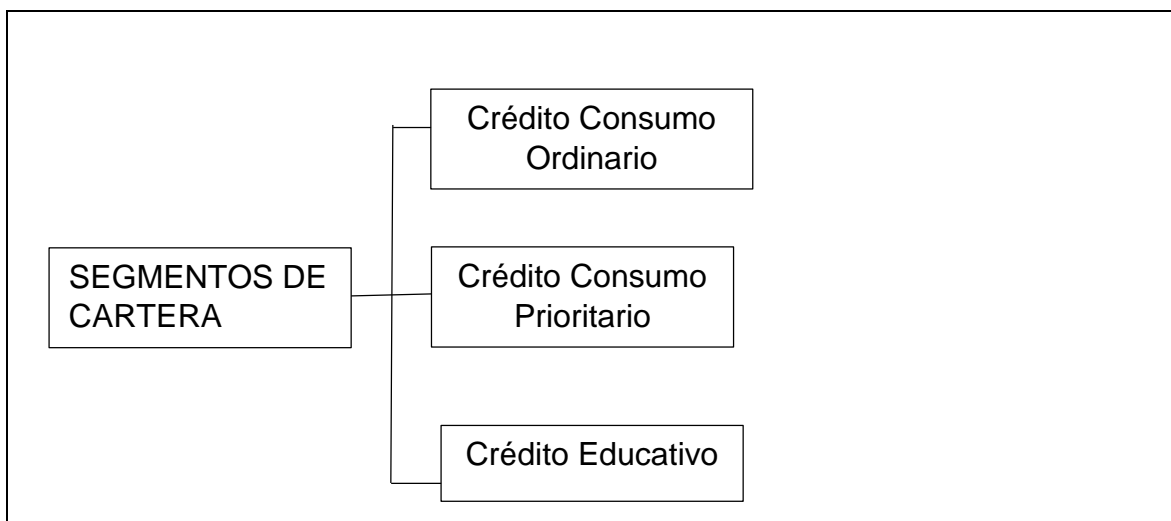 Crédito Consumo
Ordinario
SEGMENTOS DE
CARTERA
Crédito Consumo
Prioritario
Crédito Educativo